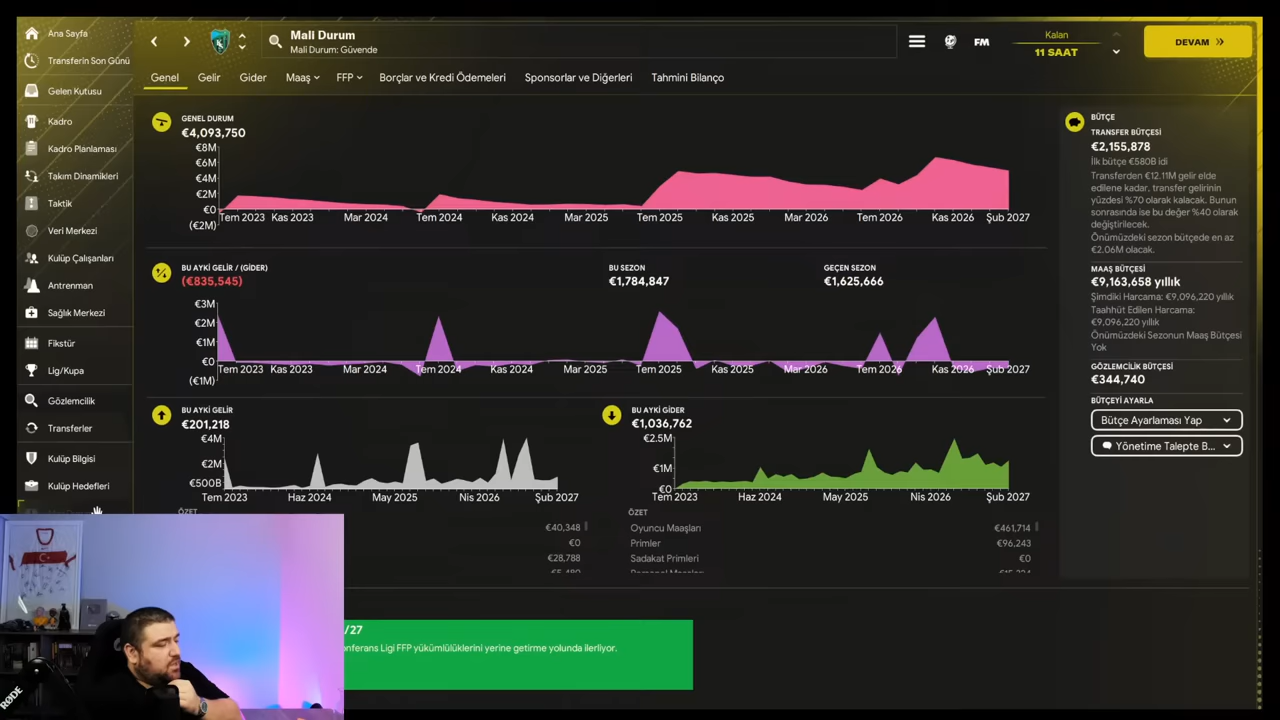 Ana Sayfa
Transferin Son Günü
Gelen Kutusu
Kadro
Kadro Planlaması
Takım Dinamikleri
Taktik
Veri Merkezi
Kulüp Çalışanları
Antrenman
Sağlık Merkezi
Fikstür
Lig/Kupa
Gözlemcilik
Transferler
Kulüp Bilgisi
Kulüp Hedefleri
Mali Durum
Mali Durum: Güvende
FM
Kalan
11 SAAT
DEVAM
Genel Gelir Gider Maaş FFP Borçlar ve Kredi Ödemeleri Sponsorlar ve Diğerleri Tahmini Bilanço
GENEL DURUM
€4,093,750
€8M
€6M
€4M
€2M
€0
(€2M)
Tem 2023 Kas 2023 Mar 2024 Tem 2024 Kas 2024 Mar 2025 Tem 2025 Kas 2025 Mar 2026 Tem 2026 Kas 2026 Şub 2027
BU AYKİ GELİR / (GİDER)
(€835,545)
BU SEZON
€1,784,847
GEÇEN SEZON
€1,625,666
€3M
€2M
€1M
€0
(€1M)
Tem 2023 Kas 2023 Mar 2024 Tem 2024 Kas 2024 Mar 2025 Tem 2025 Kas 2025 Mar 2026 Tem 2026 Kas 2026 Şub 2027
BU AYKİ GELİR
€201,218
€4M
€2M
€500B
Tem 2023 Haz 2024 May 2025 Nis 2026 Şub 2027
ÖZET
€40,348
€0
€28,788
BU AYKİ GİDER
€1,036,762
€2.5M
€1M
€0
Tem 2023 Haz 2024 May 2025 Nis 2026 Şub 2027
ÖZET
Oyuncu Maaşları €461,714
Primler €96,243
Sadakat Primleri €0
BÜTÇE
TRANSFER BÜTÇESİ
€2,155,878
İlk bütçe €580B idi
Transferden €12.11M gelir elde
edilene kadar, transfer gelirinin
yüzdesi %70 olarak kalacak. Bunun
sonrasında ise bu değer %40 olarak
değiştirilecek.
Önümüzdeki sezon bütçede en az
€2.06M olacak.
MAAŞ BÜTÇESİ
€9,163,658 yıllık
Şimdiki Harcama: €9,096,220 yıllık
Taahhüt Edilen Harcama:
€9,096,220 yıllık
Önümüzdeki Sezonun Maaş Bütçesi
Yok
GÖZLEMCİLİK BÜTÇESİ
€344,740
BÜTÇEYİ AYARLA
Bütçe Ayarlaması Yap
Yönetime Talepte B...
/27
onferans Ligi FFP yükümlülüklerini yerine getirme yolunda ilerliyor.
RØDE